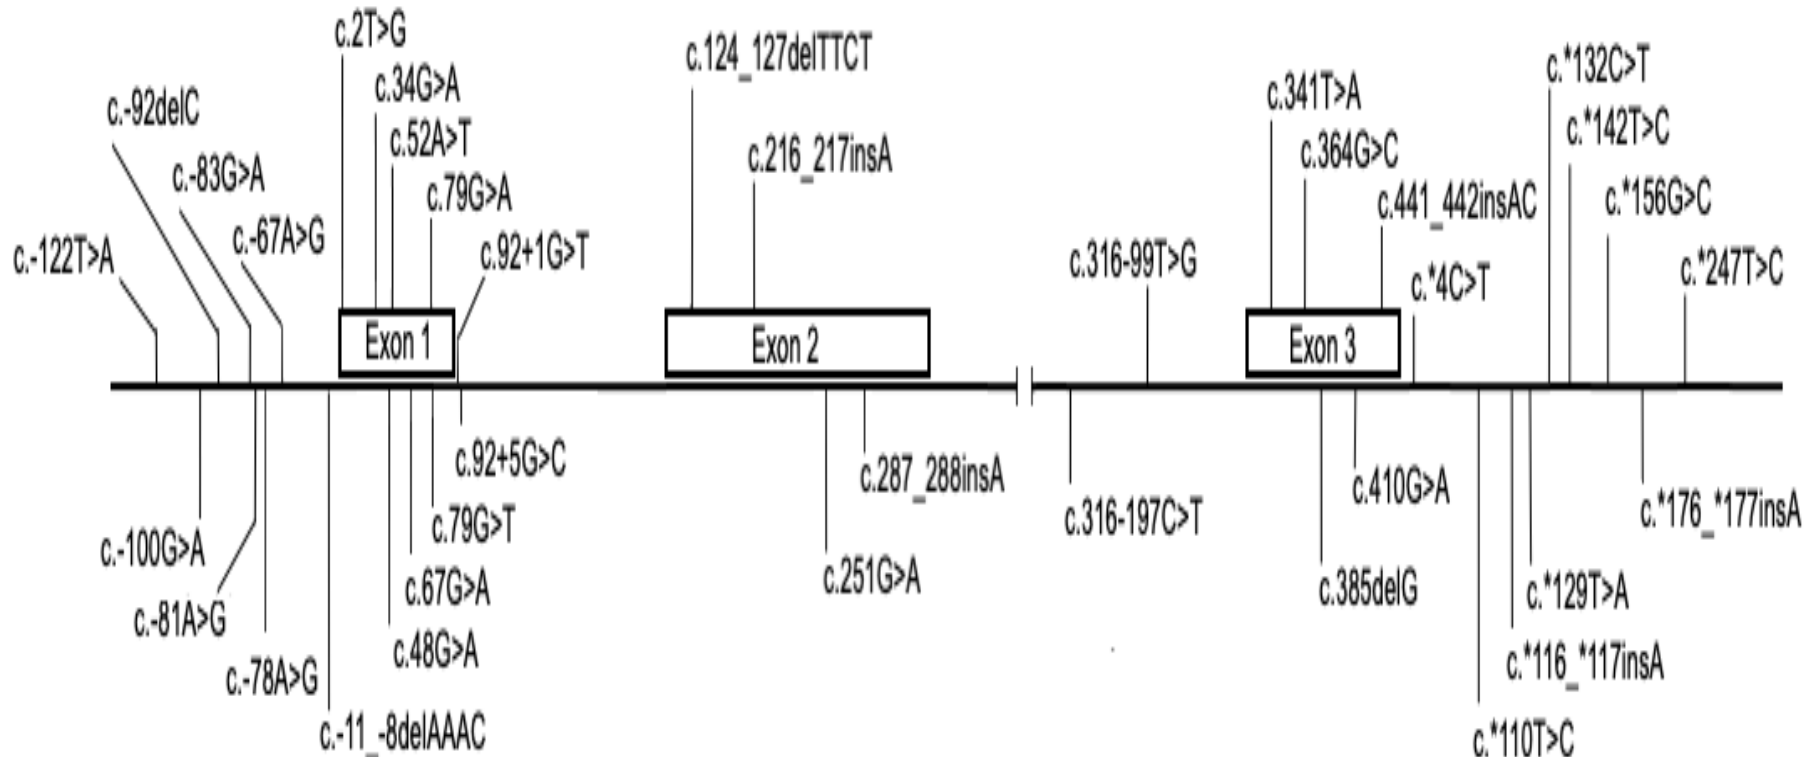 c.2T>G
c.124_127delTTCT
c.*132C>T
c.34G>A
c.341T>A
c.-92delC
c.52A>T
c.*142T>C
c.216_217insA
c.364G>C
c.-83G>A
c.79G>A
c.441_442insAC
c.*156G>C
c.-67A>G
c.92+1G>T
c.-122T>A
c.316-99T>G
c.*247T>C
c.*4C>T
Exon 1
Exon 2
Exon 3
c.92+5G>C
c.287_288insA
c.410G>A
c.*176_*177insA
c.316-197C>T
c.79G>T
c.-100G>A
c.251G>A
c.385delG
c.67G>A
c.*129T>A
c.-81A>G
c.48G>A
c.*116_*117insA
c.-78A>G
c.-11_-8delAAAC
c.*110T>C